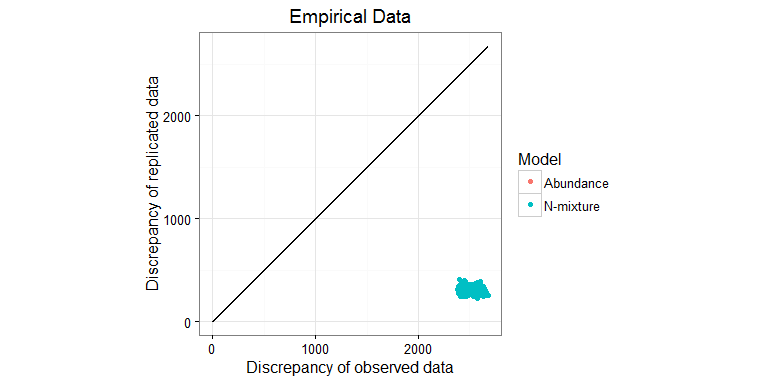 Empirical Data
Discrepancy of replicated data
2000
1000
0
0 1000 2000
Discrepancy of observed data
Model
Abundance
N-mixture